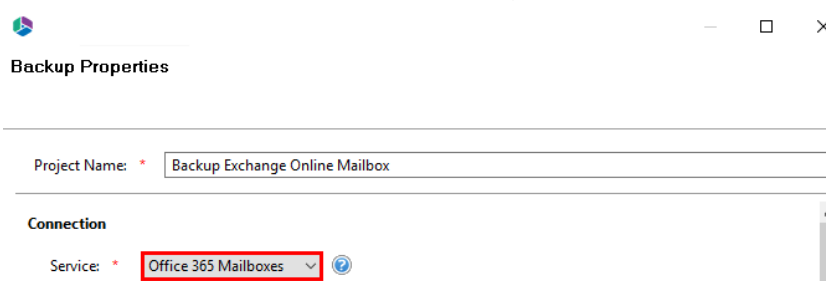 Backup Properties
Project Name: * Backup Exchange Online Mailbox
Connection
Service: * Office 365 Mailboxes ?